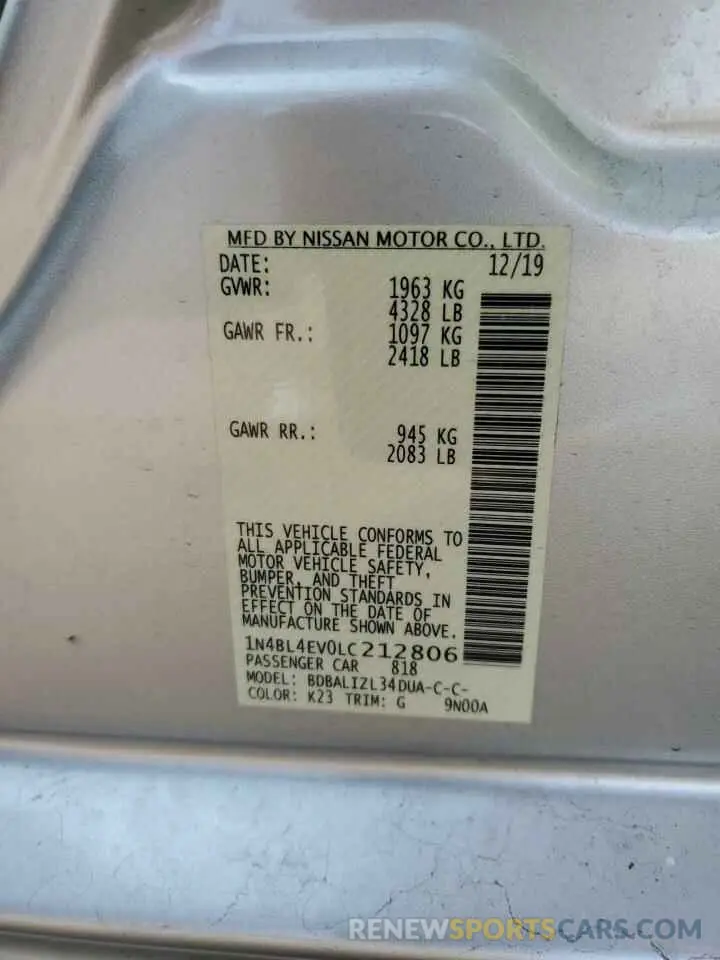 MFD BY NISSAN MOTOR CO., LTD.
DATE: 12/19
GVWR: 1963 KG
4328 LB
GAWR FR.: 1097 KG
2418 LB
GAWR RR.: 945 KG
2083 LB
THIS VEHICLE CONFORMS TO
ALL APPLICABLE FEDERAL
MOTOR VEHICLE SAFETY,
BUMPER, AND THEFT
PREVENTION STANDARDS IN
EFFECT ON THE DATE OF
MANUFACTURE SHOWN ABOVE.
1N4BL4EV0LC212806
PASSENGER CAR 818
MODEL: BDBALIZL34DUA-C-C-
COLOR: K23 TRIM: G 9N00A
RENEWSPORTSCARS.COM